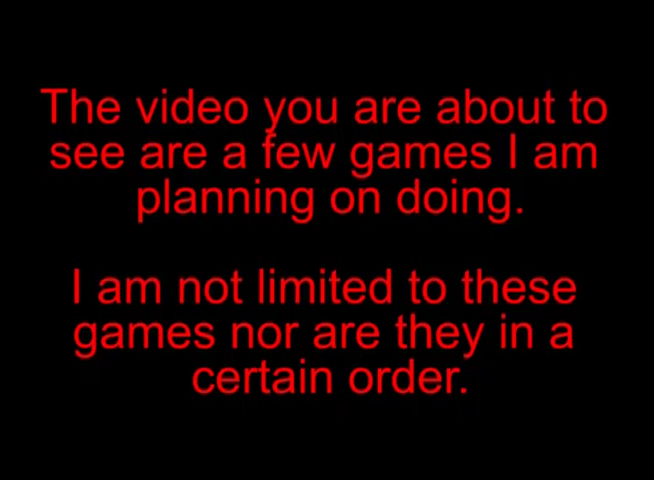 The video you are about to
see are a few games I am
planning on doing.
I am not limited to these
games nor are they in a
certain order.